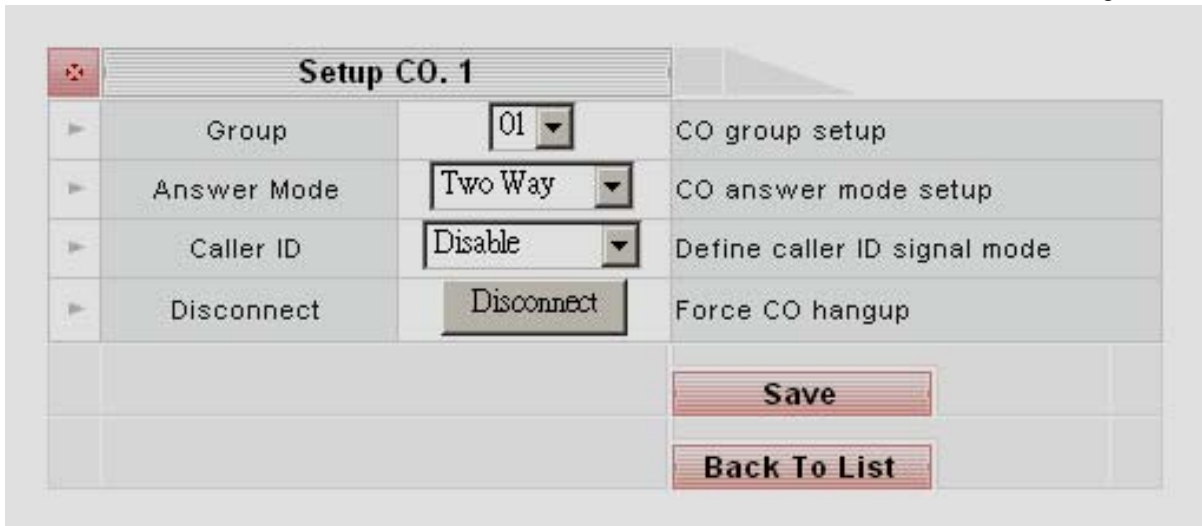 Setup CO. 1
Group 01 CO group setup
Answer Mode Two Way CO answer mode setup
Caller ID Disable Define caller ID signal mode
Disconnect Disconnect Force CO hangup
Save
Back To List